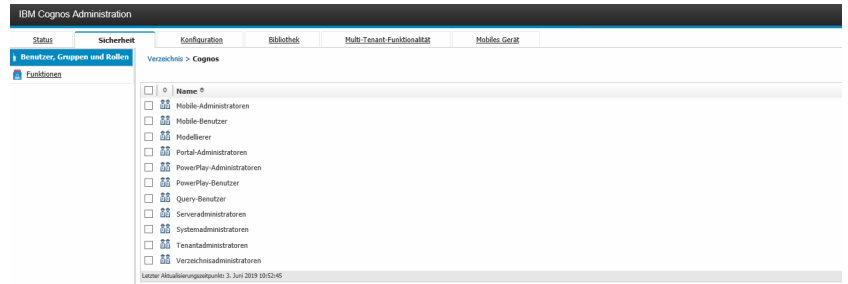 IBM Cognos Administration
Status Sicherheit Konfiguration Bibliothek Multi-Tenant-Funktionalität Mobiles Gerät
Benutzer, Gruppen und Rollen
Verzeichnis > Cognos
Funktionen
Name
Mobile-Administratoren
Mobile-Benutzer
Modellierer
Portal-Administratoren
PowerPlay-Administratoren
PowerPlay-Benutzer
Query-Benutzer
Serveradministratoren
Systemadministratoren
Tenantadministratoren
Verzeichnisadministratoren
Letzter Aktualisierungszeitpunkt: 3. Juni 2019 10:52:45